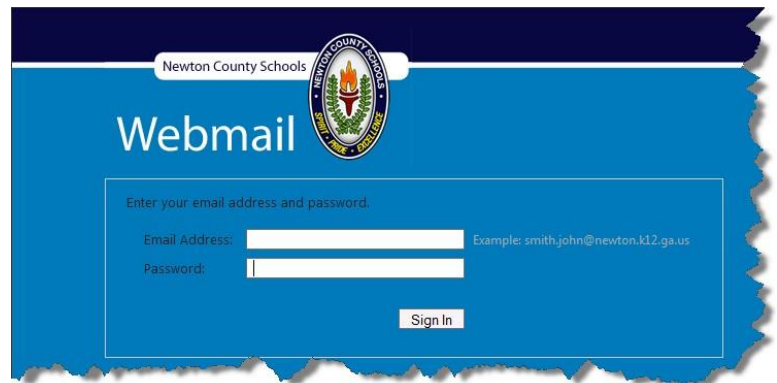 Newton County Schools
NEWTON COUNTY SCHOOLS
SPIRIT • PRIDE • EXCELLENCE
Webmail
Enter your email address and password.
Email Address:
Example: smith.john@newton.k12.ga.us
Password:
Sign In